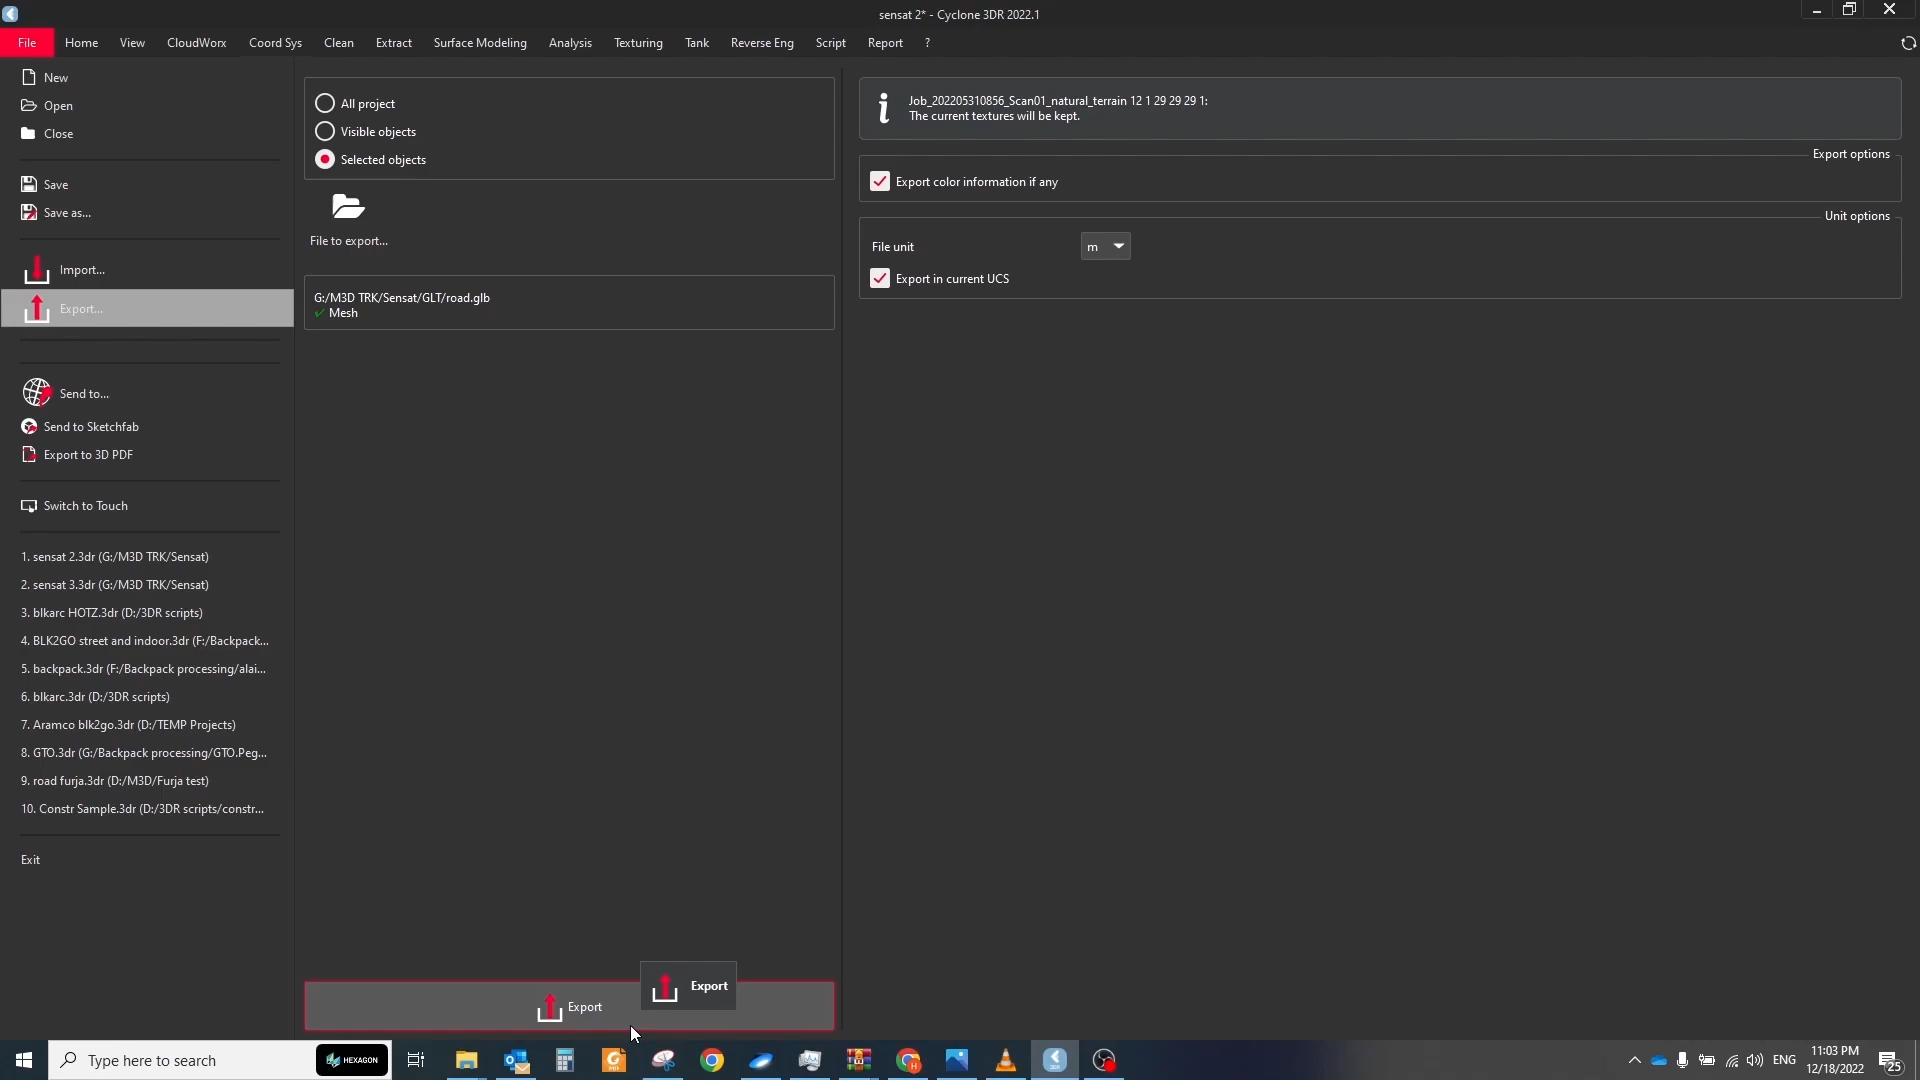 sensat 2* - Cyclone 3DR 2022.1
File
Home
View
CloudWorx
Coord Sys
Clean
Extract
Surface Modeling
Analysis
Texturing
Tank
Reverse Eng
Script
Report
?
New
Open
Close
Save
Save as...
Import...
Export...
Send to...
Send to Sketchfab
Export to 3D PDF
Switch to Touch
1. sensat 2.3dr (G:/M3D TRK/Sensat)
2. sensat 3.3dr (G:/M3D TRK/Sensat)
3. blkarc HOTZ.3dr (D:/3DR scripts)
4. BLK2GO street and indoor.3dr (F:/Backpack...
5. backpack.3dr (F:/Backpack processing/alai...
6. blkarc.3dr (D:/3DR scripts)
7. Aramco blk2go.3dr (D:/TEMP Projects)
8. GTO.3dr (G:/Backpack processing/GTO.Peg...
9. road furja.3dr (D:/M3D/Furja test)
10. Constr Sample.3dr (D:/3DR scripts/constr...
Exit
All project
Visible objects
Selected objects
File to export...
G:/M3D TRK/Sensat/GLT/road.glb
Mesh
Export
Export
Job_202205310856_Scan01_natural_terrain 12 1 29 29 29 1:
The current textures will be kept.
Export options
Export color information if any
Unit options
File unit
m
Export in current UCS
Type here to search
HEXAGON
ENG
11:03 PM
12/18/2022
25